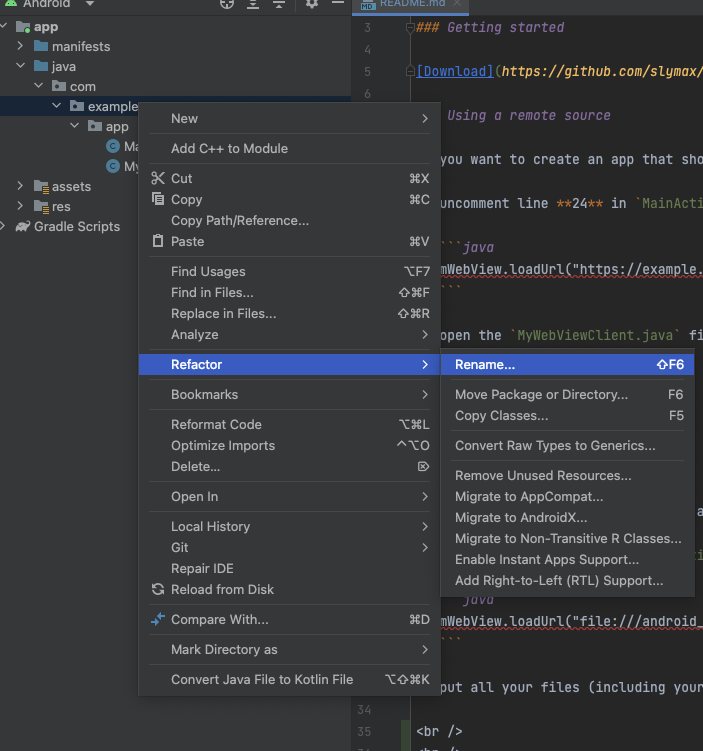 Android
README.md
app
manifests
java
com
example
app
Ma
My
assets
res
Gradle Scripts
3 ### Getting started
4
5 [Download](https://github.com/slymax/
6
Using a remote source
you want to create an app that sho
uncomment line **24** in `MainActi
```java
mWebView.loadUrl("https://example.
```
open the `MyWebViewClient.java` fi
New
Add C++ to Module
Cut ⌘X
Copy ⌘C
Copy Path/Reference...
Paste ⌘V
Find Usages ⌥F7
Find in Files... ⇧⌘F
Replace in Files... ⇧⌘R
Analyze
Refactor
Bookmarks
Reformat Code ⌥⌘L
Optimize Imports ^⌥O
Delete... ⌦
Open In
Local History
Git
Repair IDE
Reload from Disk
Compare With... ⌘D
Mark Directory as
Convert Java File to Kotlin File ⌥⇧⌘K
Rename... ⇧F6
Move Package or Directory... F6
Copy Classes... F5
Convert Raw Types to Generics...
Remove Unused Resources...
Migrate to AppCompat...
Migrate to AndroidX...
Migrate to Non-Transitive R Classes...
Enable Instant Apps Support...
Add Right-to-Left (RTL) Support...
a
cti
java
mWebView.loadUrl("file:///android_
```
put all your files (including your
34
35 <br />